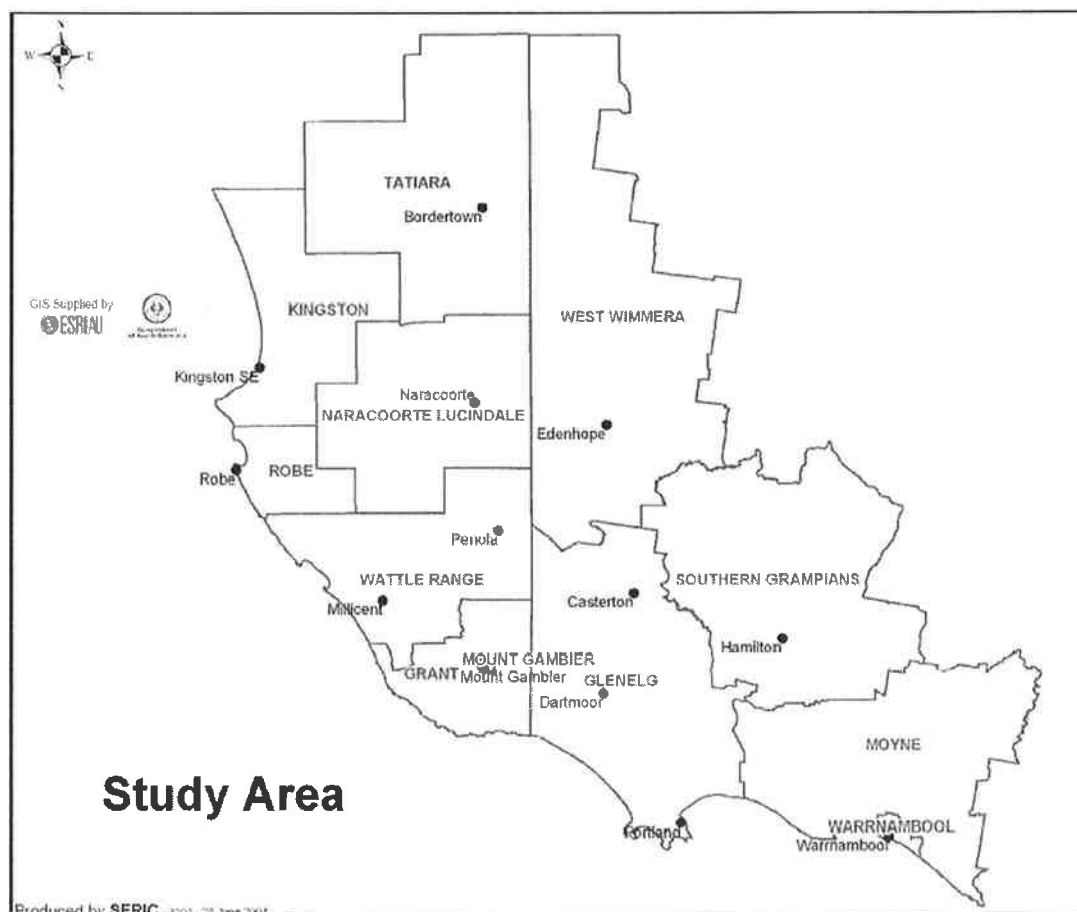 N
W E
TATIARA
Bordertown
GIS Supplied by
ESRIAU
KINGSTON
WEST WIMMERA
Kingston SE
Naracoorte
NARACOORTE LUCINDALE
Edenhope
Robe
ROBE
Penola
WATTLE RANGE
SOUTHERN GRAMPIANS
Millicent
Casterton
Hamilton
MOUNT GAMBIER
GRANT
Mount Gambier
GLENELG
Dartmoor
MOYNE
Study Area
Portland
WARRNAMBOOL
Warrnambool
Produced by SERIC